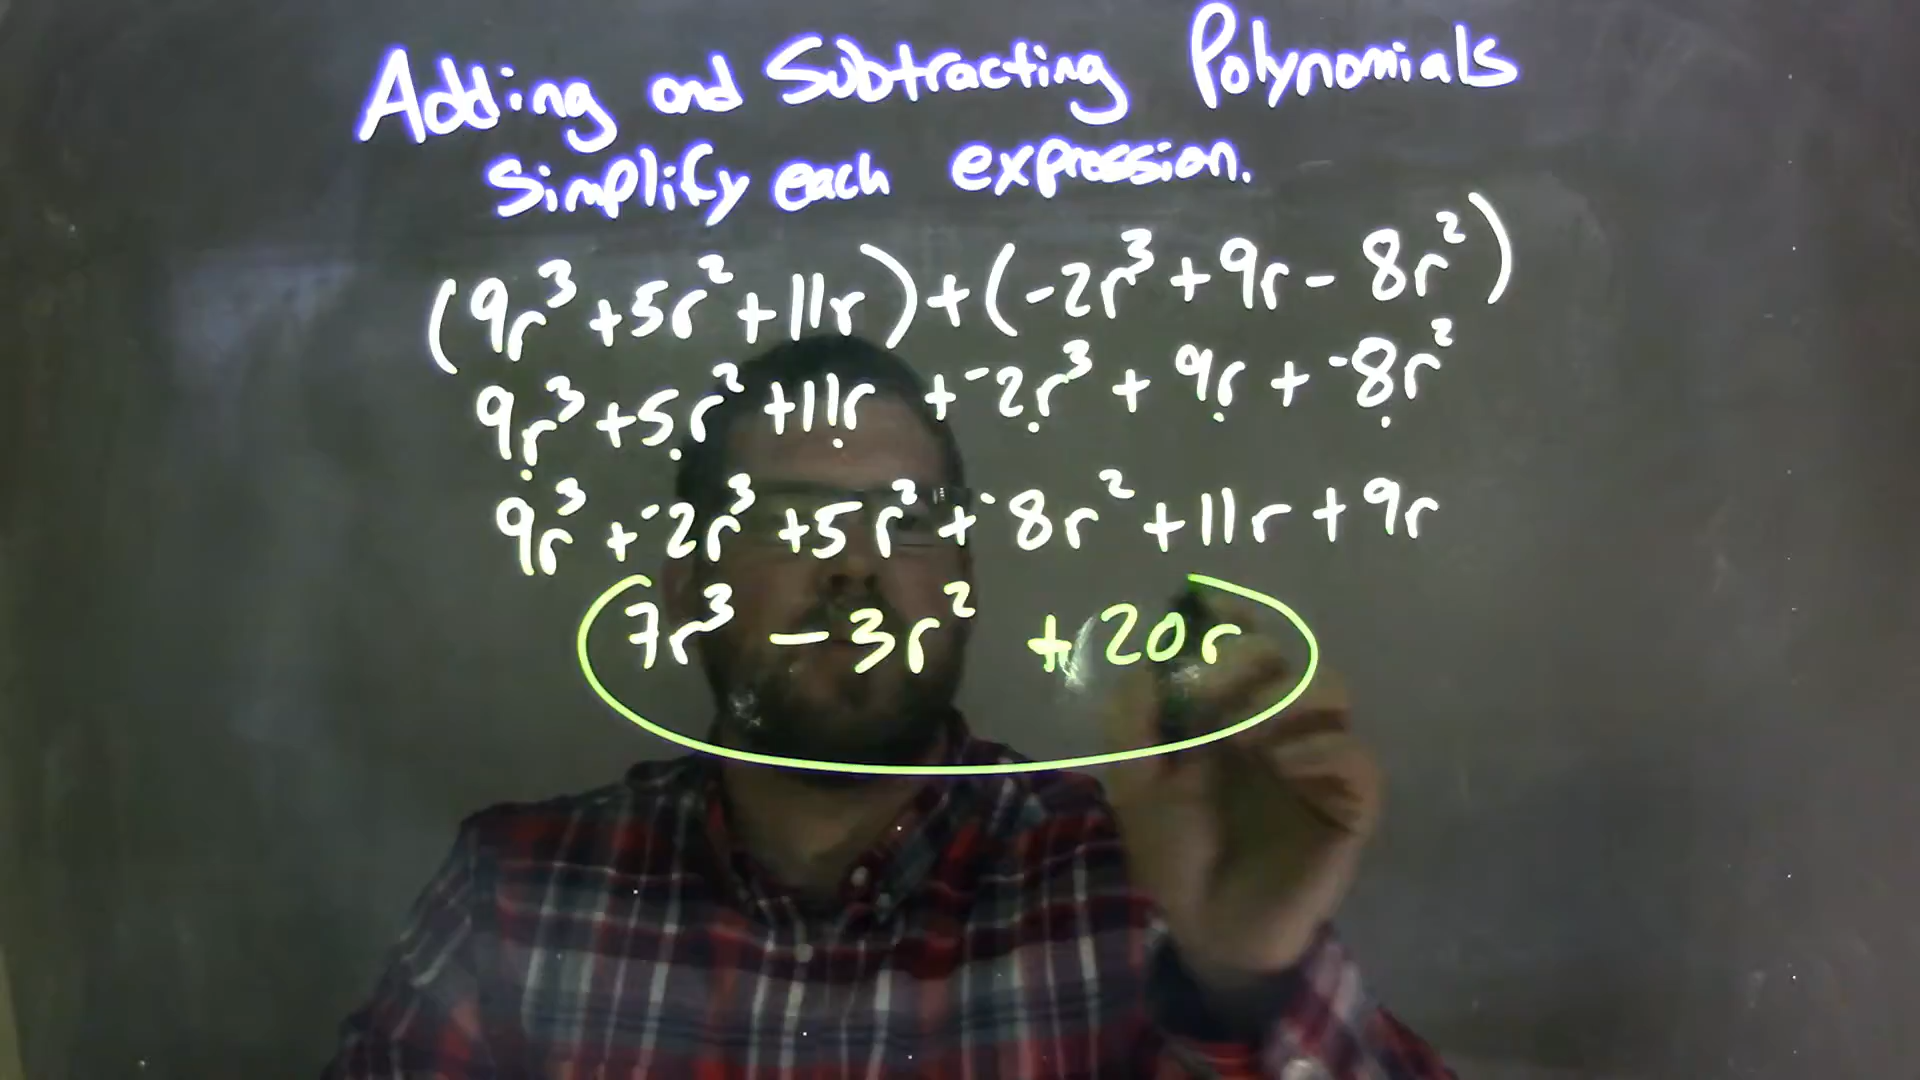 Adding and Subtracting Polynomials
Simplify each expression.
(9r³+5r²+11r)+(-2r³+9r-8r²)
9r³+5r²+11r+⁻2r³+9r+⁻8r²
9r³+⁻2r³+5r²+⁻8r²+11r+9r
7r³-3r²+20r